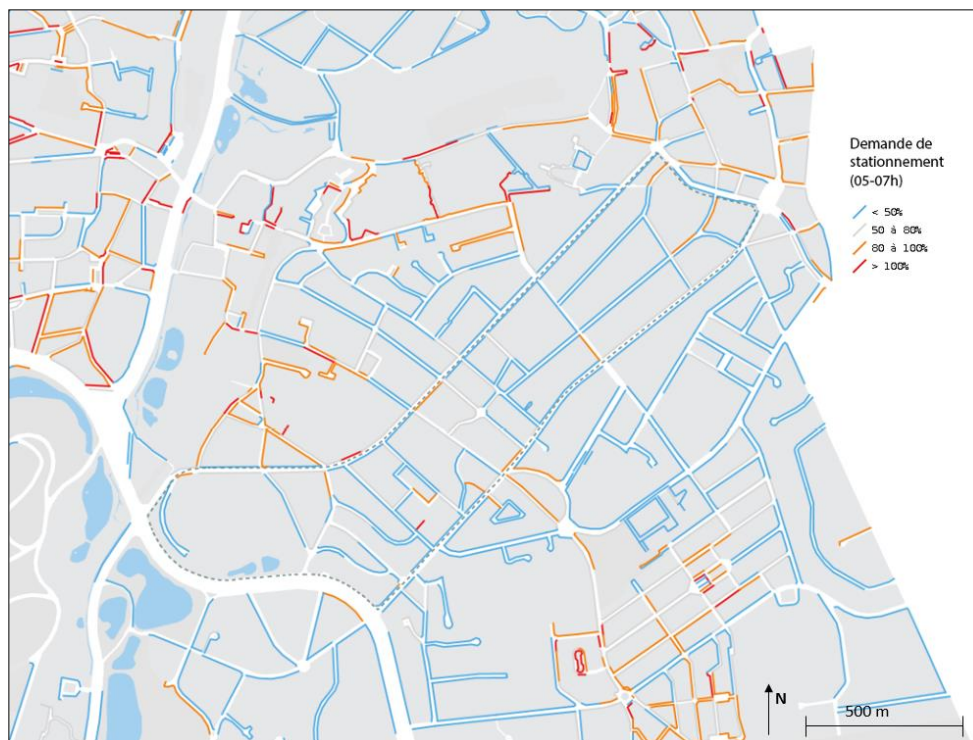 Demande de
stationnement
(05-07h)
< 50%
50 à 80%
80 à 100%
> 100%
N
500 m